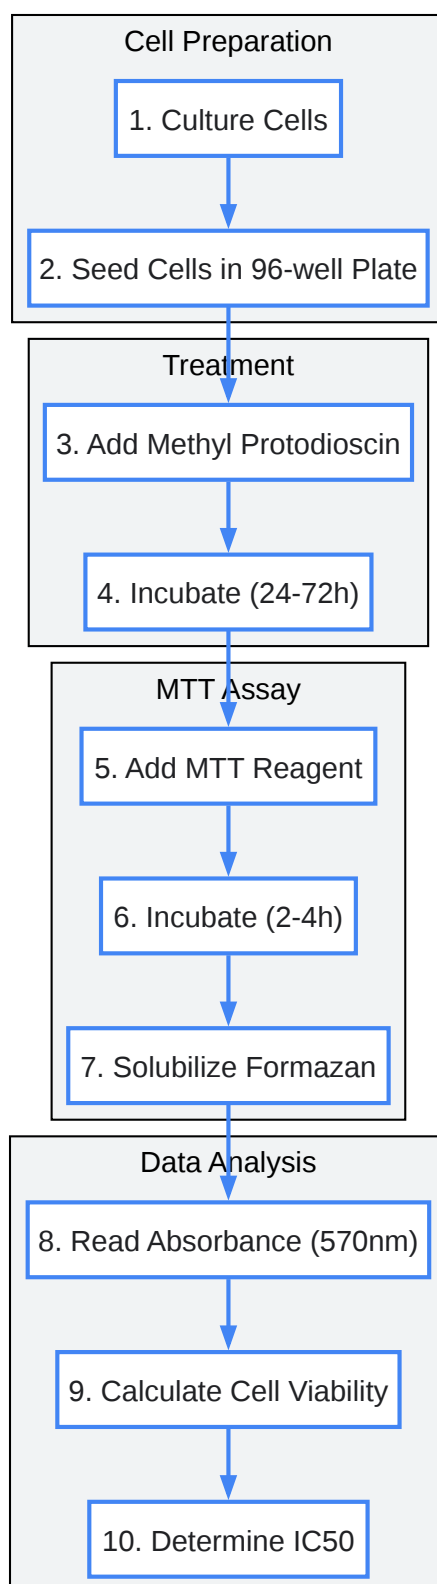 Cell Preparation
1. Culture Cells
2. Seed Cells in 96-well Plate
Treatment
3. Add Methyl Protodioscin
4. Incubate (24-72h)
MTT Assay
5. Add MTT Reagent
6. Incubate (2-4h)
7. Solubilize Formazan
Data Analysis
8. Read Absorbance (570nm)
9. Calculate Cell Viability
10. Determine IC50